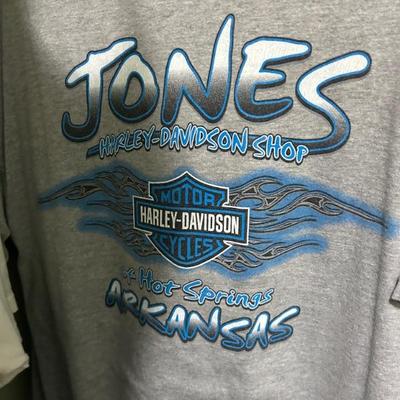 JONES
HARLEY-DAVIDSON SHOP
MOTOR
HARLEY-DAVIDSON
CYCLES
of Hot Springs
ARKANSAS